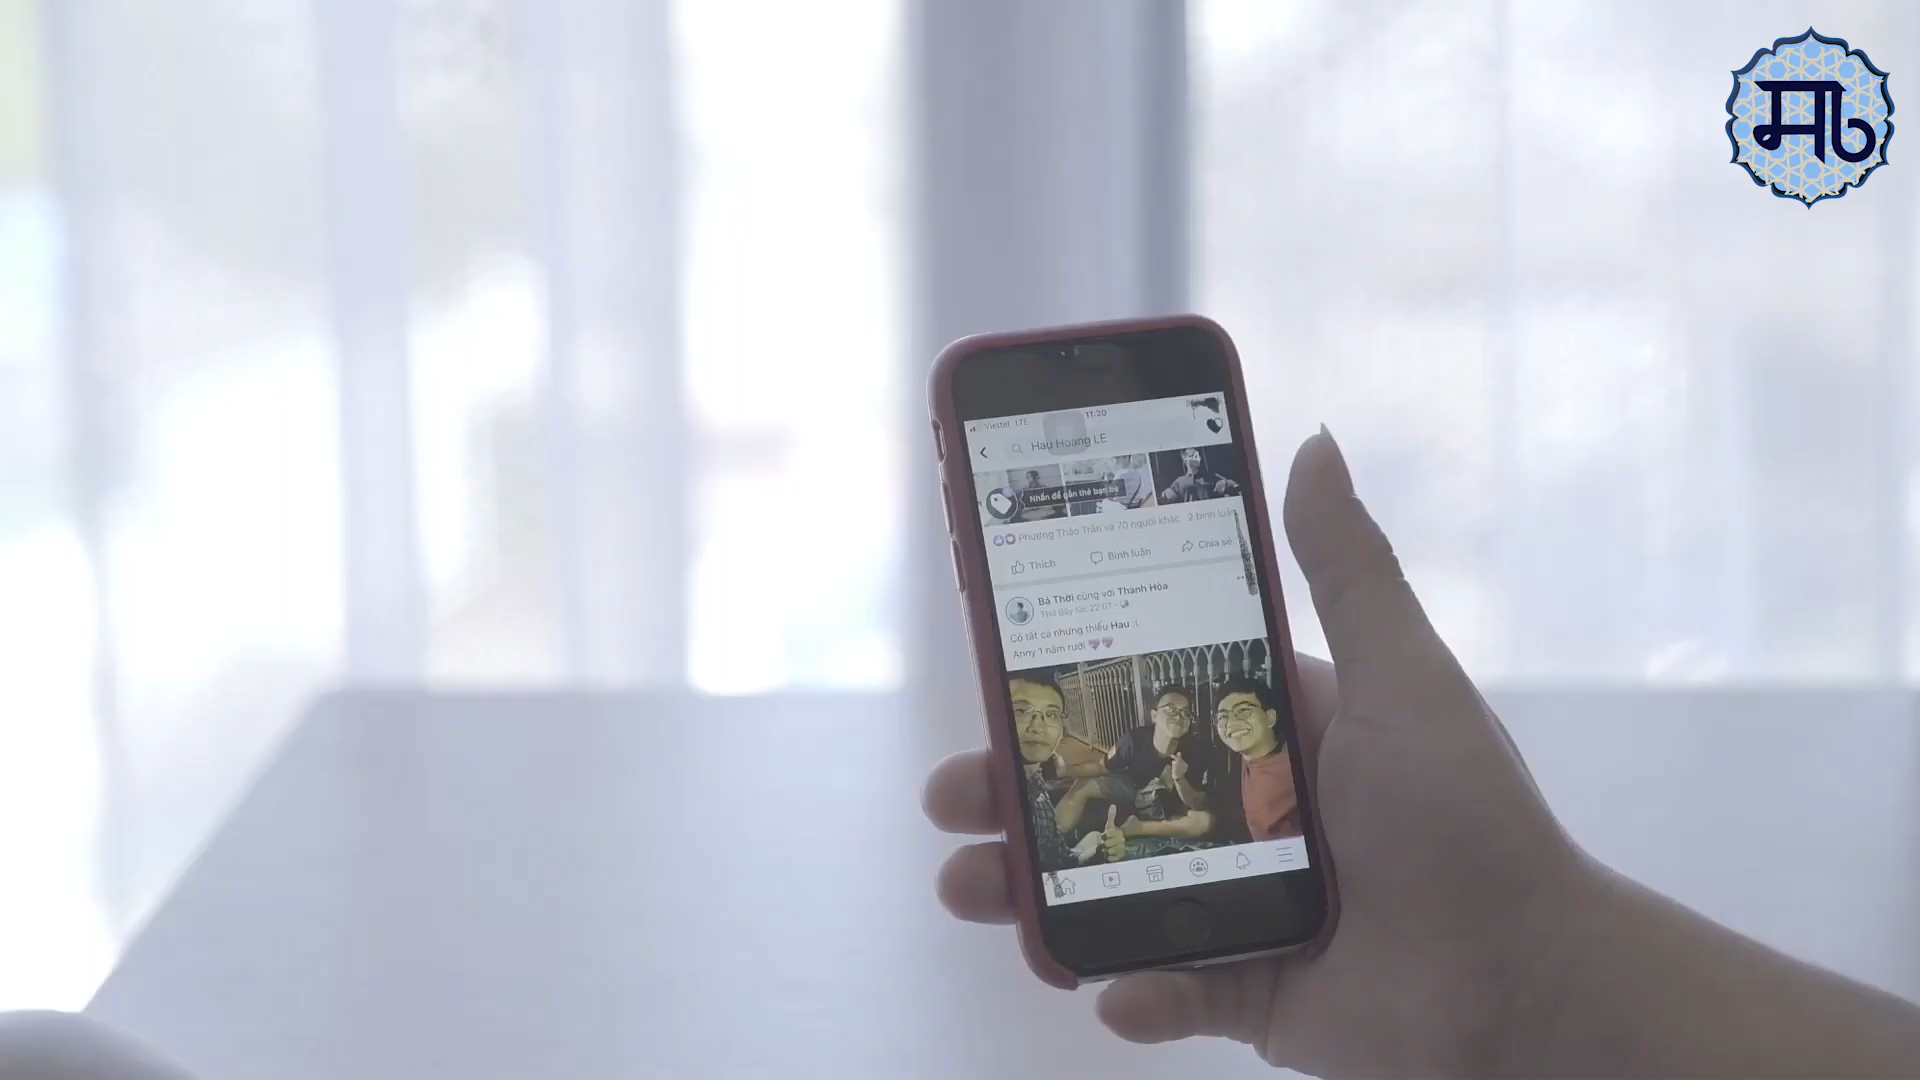 Viettel LTE 11:20
Hau Hoang LE
+4
Nhấn để gắn thẻ bạn bè
Phương Thảo Trần và 70 người khác 2 bình luận
Thích Bình luận Chia sẻ
Bá Thời cùng với Thanh Hòa
Thứ Bảy lúc 22:07
Có tất cả nhưng thiếu Hau :(
Anny 1 năm rưỡi